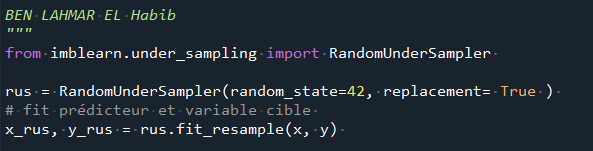 BEN LAHMAR EL Habib
"""
from imblearn.under_sampling import RandomUnderSampler
rus = RandomUnderSampler(random_state=42, replacement= True )
# fit prédicteur et variable cible
x_rus, y_rus = rus.fit_resample(x, y)